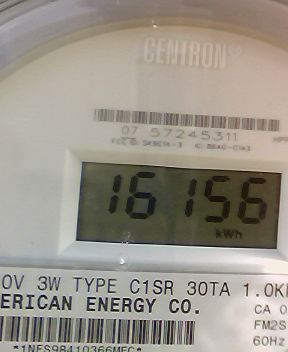 CENTRON
07 57245311
16156
kWh
0V 3W TYPE C1SR 30TA 1.0K
ERICAN ENERGY CO.
CA 0
FM2S
60Hz
*1NES98410366MEC*